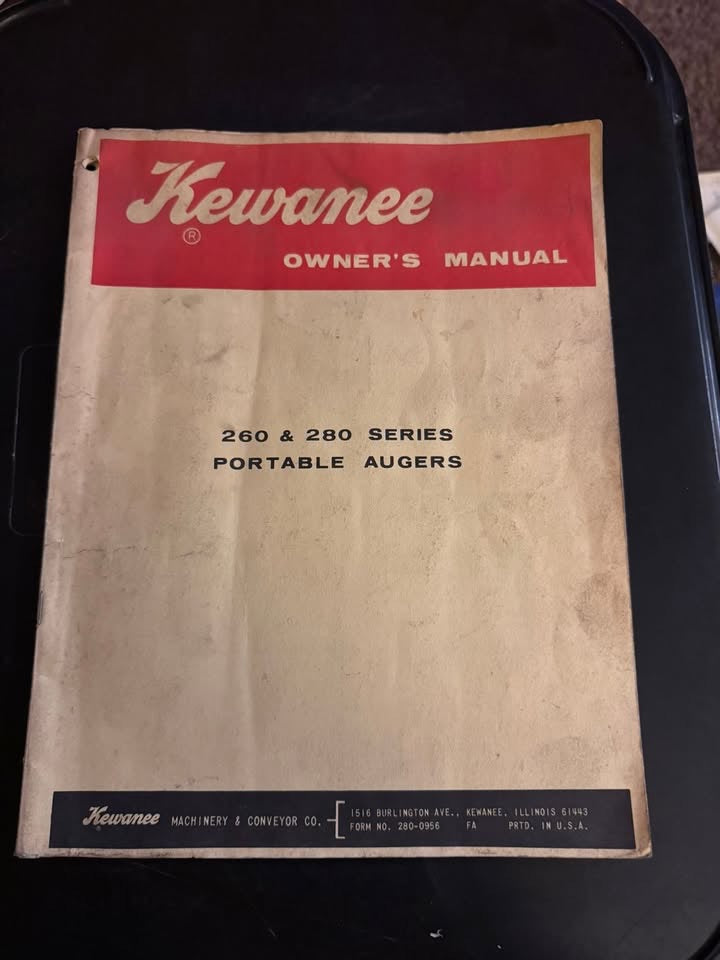 Kewanee
®
OWNER'S MANUAL
260 & 280 SERIES
PORTABLE AUGERS
Kewanee MACHINERY & CONVEYOR CO.
1516 BURLINGTON AVE., KEWANEE, ILLINOIS 61443
FORM NO. 280-0956 FA PRTD. IN U.S.A.